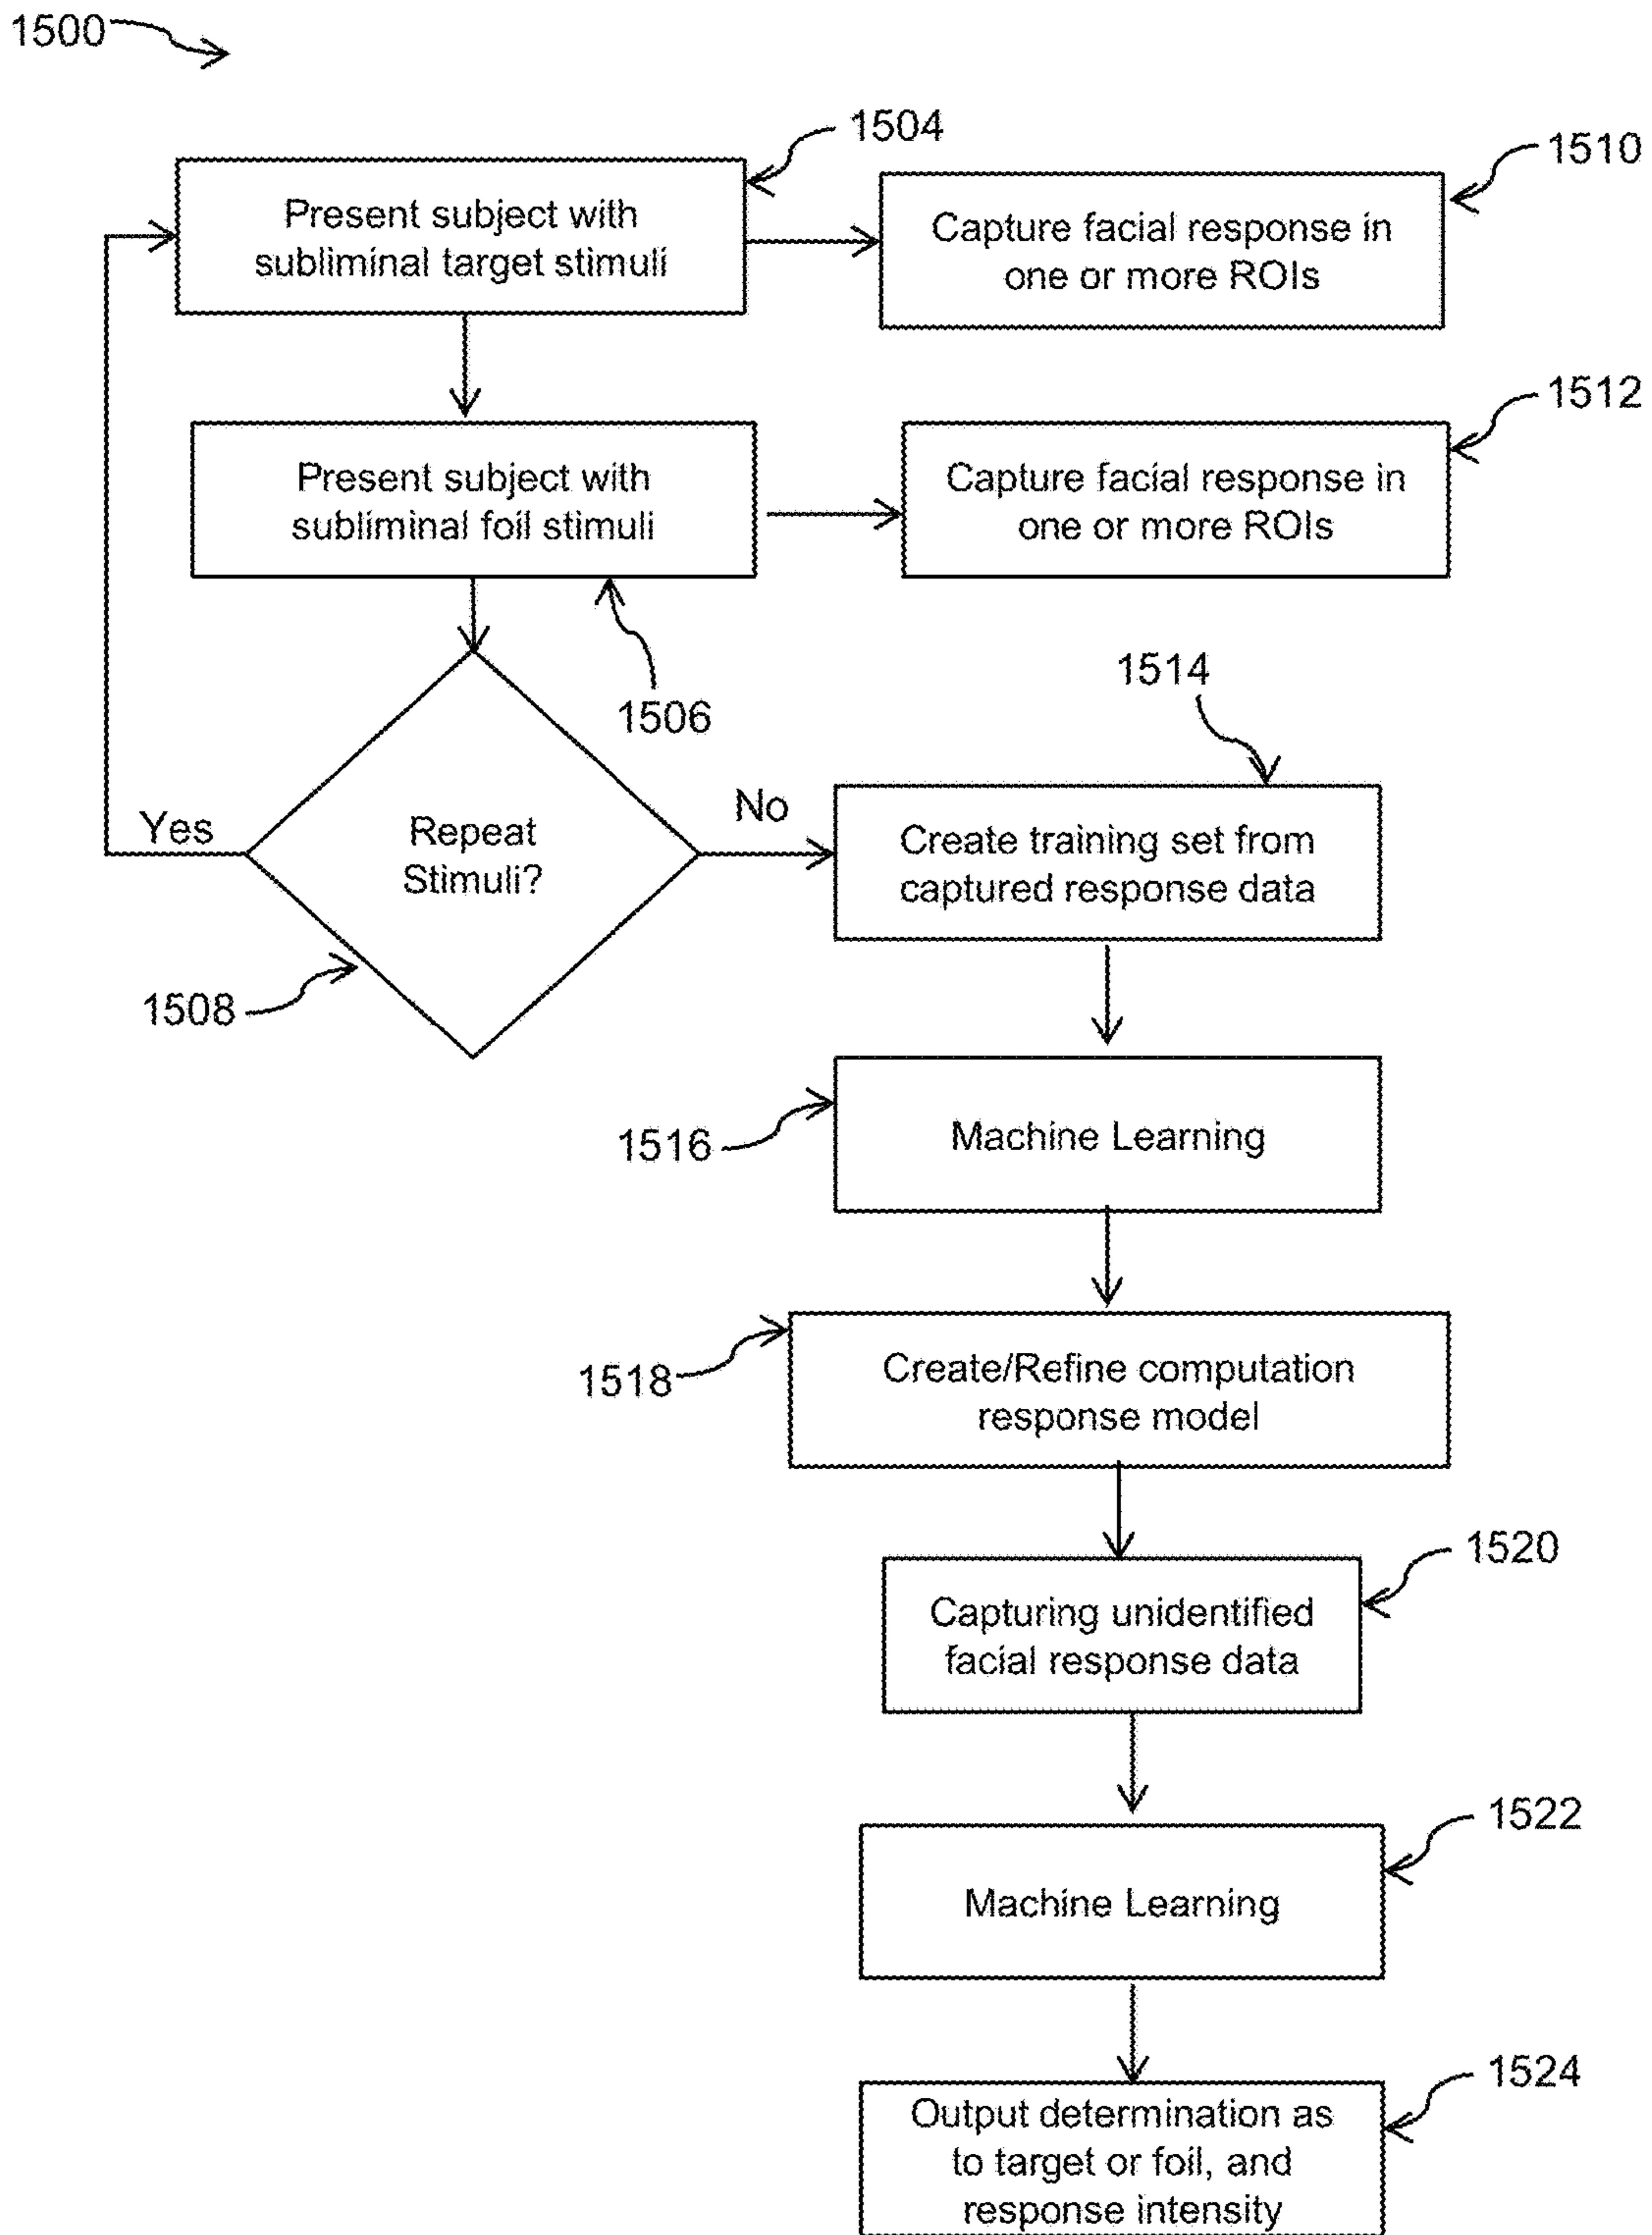 1500
1504
1510
Present subject with
subliminal target stimuli
Capture facial response in
one or more ROIs
1512
Present subject with
subliminal foil stimuli
Capture facial response in
one or more ROIs
1506
1514
Yes
Repeat
Stimuli?
No
Create training set from
captured response data
1508
1516
Machine Learning
1518
Create/Refine computation
response model
1520
Capturing unidentified
facial response data
1522
Machine Learning
1524
Output determination as
to target or foil, and
response intensity